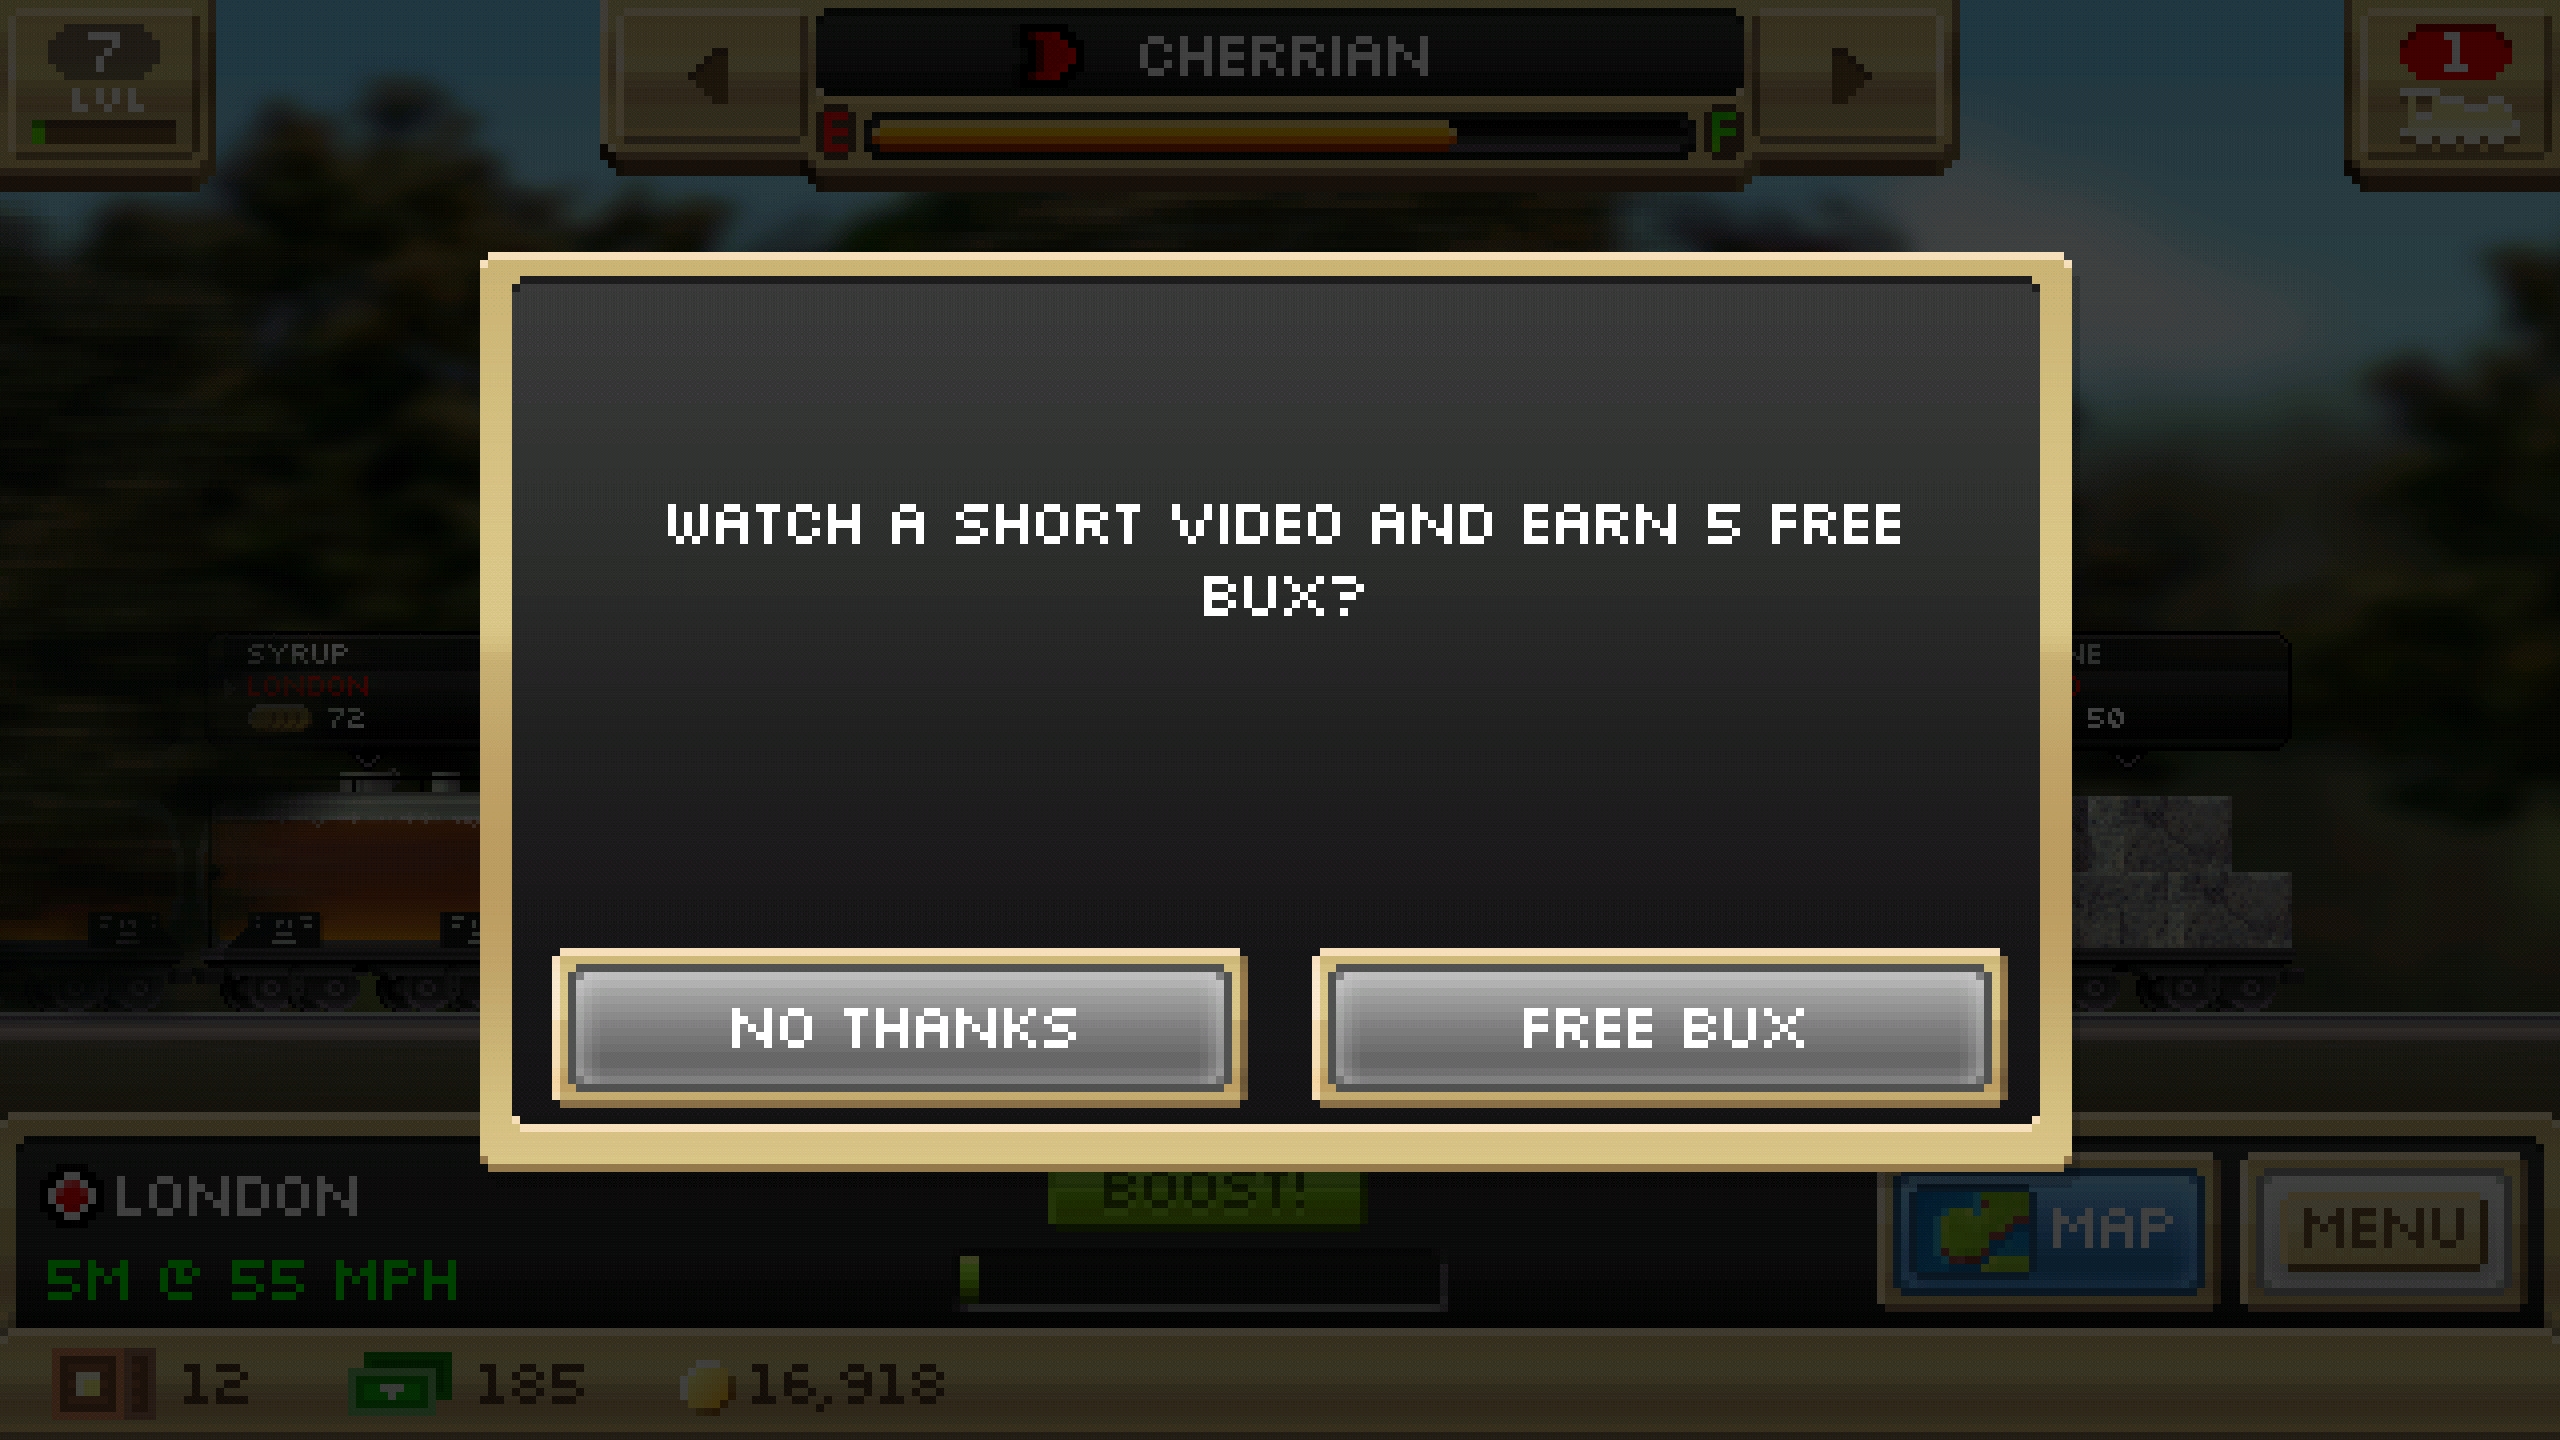 7
LVL
CHERRIAN
E
F
1
WATCH A SHORT VIDEO AND EARN 5 FREE
BUX?
SYRUP
LONDON
72
NE
50
NO THANKS
FREE BUX
LONDON
BOOST!
5M @ 55 MPH
MAP
MENU
12
185
16,918